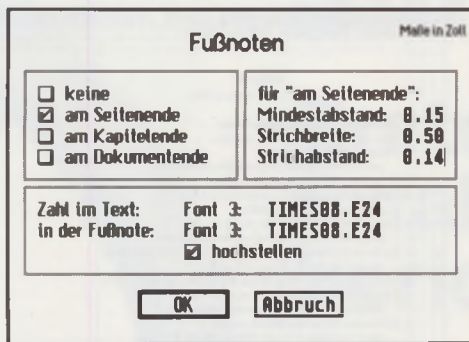 Fußnoten
Maße in Zoll
keine
am Seitenende
am Kapitelende
am Dokumentende
für "am Seitenende":
Mindestabstand: 0.15
Strichbreite: 0.50
Strichabstand: 0.14
Zahl im Text: Font 3: TIMES08.E24
in der Fußnote: Font 3: TIMES08.E24
hochstellen
OK
Abbruch